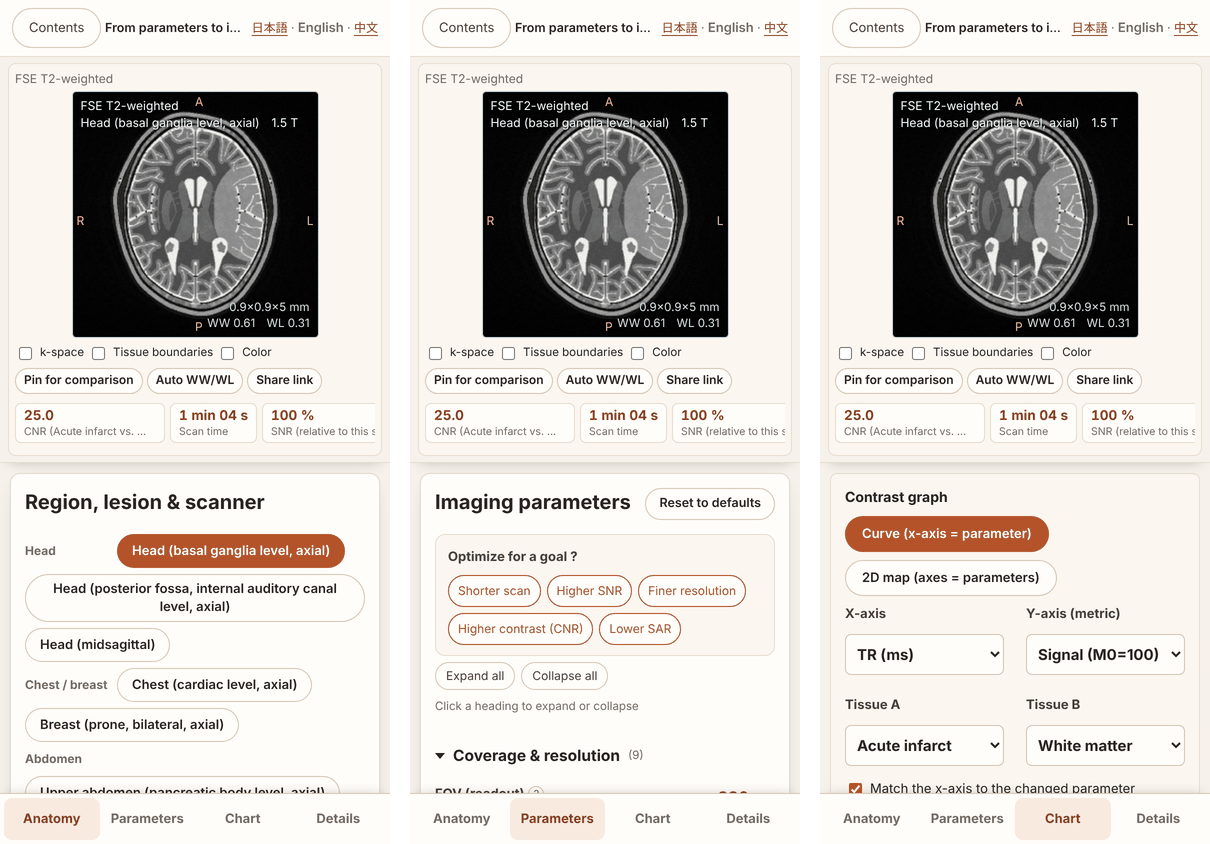 Contents From parameters to i... 日本語 · English · 中文
FSE T2-weighted
FSE T2-weighted
A
Head (basal ganglia level, axial) 1.5 T
R
L
0.9×0.9×5 mm
P WW 0.61 WL 0.31
k-space Tissue boundaries Color
Pin for comparison Auto WW/WL Share link
25.0 1 min 04 s 100 %
CNR (Acute infarct vs. ... Scan time SNR (relative to this s
Region, lesion & scanner
Head Head (basal ganglia level, axial)
Head (posterior fossa, internal auditory canal
level, axial)
Head (midsagittal)
Chest / breast Chest (cardiac level, axial)
Breast (prone, bilateral, axial)
Abdomen
Upper abdomen (pancreatic body level, axial)
Anatomy Parameters Chart Details
Contents From parameters to i... 日本語 · English · 中文
FSE T2-weighted
FSE T2-weighted
A
Head (basal ganglia level, axial) 1.5 T
R
L
0.9×0.9×5 mm
P WW 0.61 WL 0.31
k-space Tissue boundaries Color
Pin for comparison Auto WW/WL Share link
25.0 1 min 04 s 100 %
CNR (Acute infarct vs. ... Scan time SNR (relative to this s
Imaging parameters Reset to defaults
Optimize for a goal ?
Shorter scan Higher SNR Finer resolution
Higher contrast (CNR) Lower SAR
Expand all Collapse all
Click a heading to expand or collapse
Coverage & resolution (9)
FOV (readout) ?
Anatomy Parameters Chart Details
Contents From parameters to i... 日本語 · English · 中文
FSE T2-weighted
FSE T2-weighted
A
Head (basal ganglia level, axial) 1.5 T
R
L
0.9×0.9×5 mm
P WW 0.61 WL 0.31
k-space Tissue boundaries Color
Pin for comparison Auto WW/WL Share link
25.0 1 min 04 s 100 %
CNR (Acute infarct vs. ... Scan time SNR (relative to this s
Contrast graph
Curve (x-axis = parameter)
2D map (axes = parameters)
X-axis Y-axis (metric)
TR (ms) Signal (M0=100)
Tissue A Tissue B
Acute infarct White matter
Match the x-axis to the changed parameter
Anatomy Parameters Chart Details